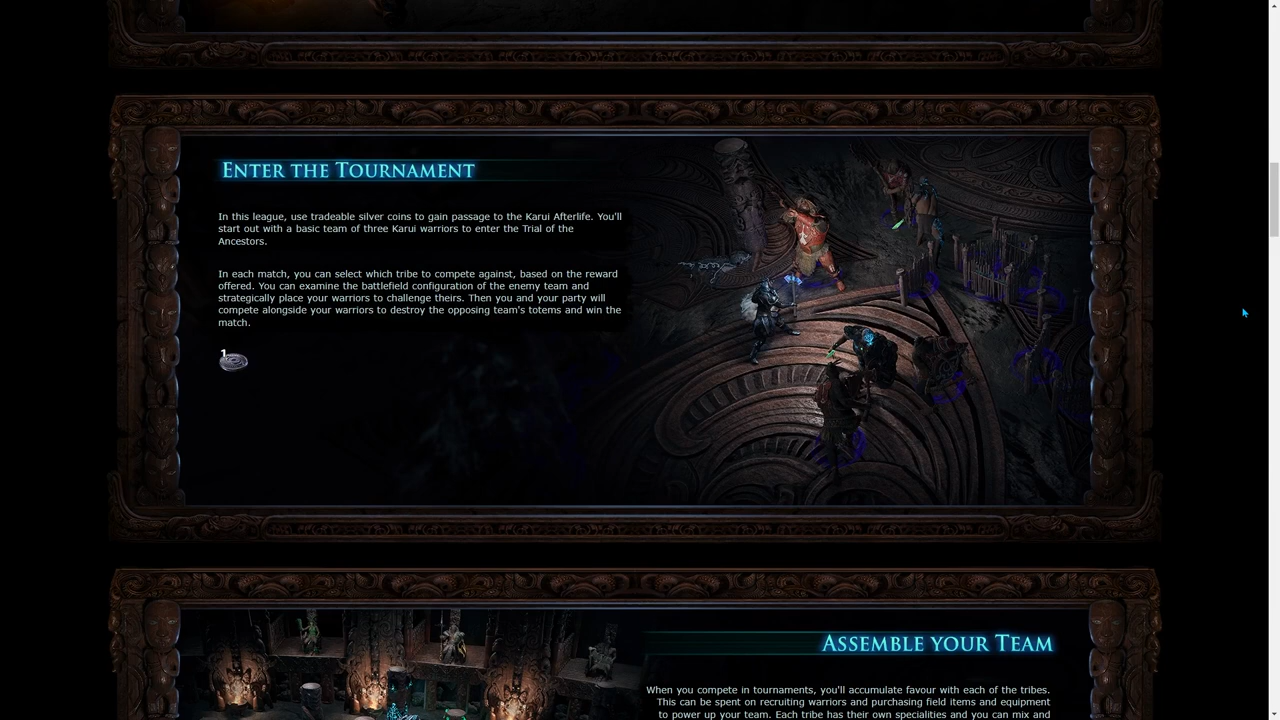 ENTER THE TOURNAMENT
In this league, use tradeable silver coins to gain passage to the Karui Afterlife. You'll
start out with a basic team of three Karui warriors to enter the Trial of the
Ancestors.
In each match, you can select which tribe to compete against, based on the reward
offered. You can examine the battlefield configuration of the enemy team and
strategically place your warriors to challenge theirs. Then you and your party will
compete alongside your warriors to destroy the opposing team's totems and win the
match.
1
ASSEMBLE YOUR TEAM
When you compete in tournaments, you'll accumulate favour with each of the tribes.
This can be spent on recruiting warriors and purchasing field items and equipment
to power up your team. Each tribe has their own specialities and you can mix and